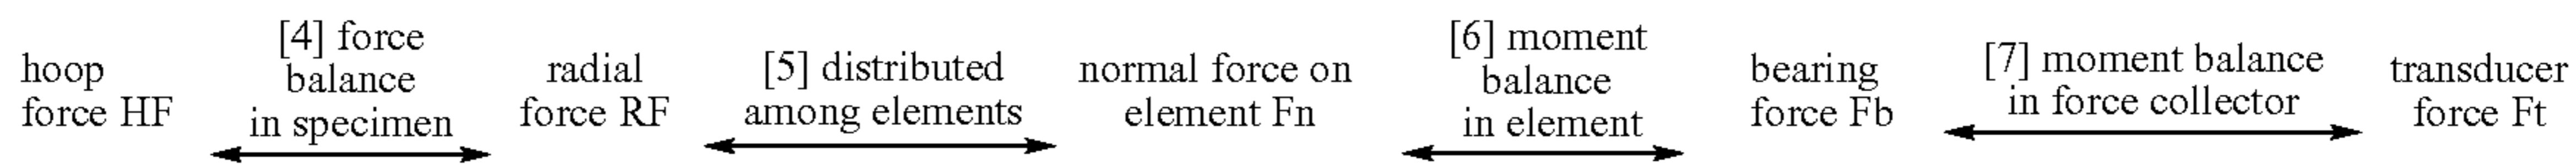 hoop
force HF
[4] force
balance
in specimen
radial
force RF
[5] distributed
among elements
normal force on
element Fn
[6] moment
balance
in element
bearing
force Fb
[7] moment balance
in force collector
transducer
force Ft